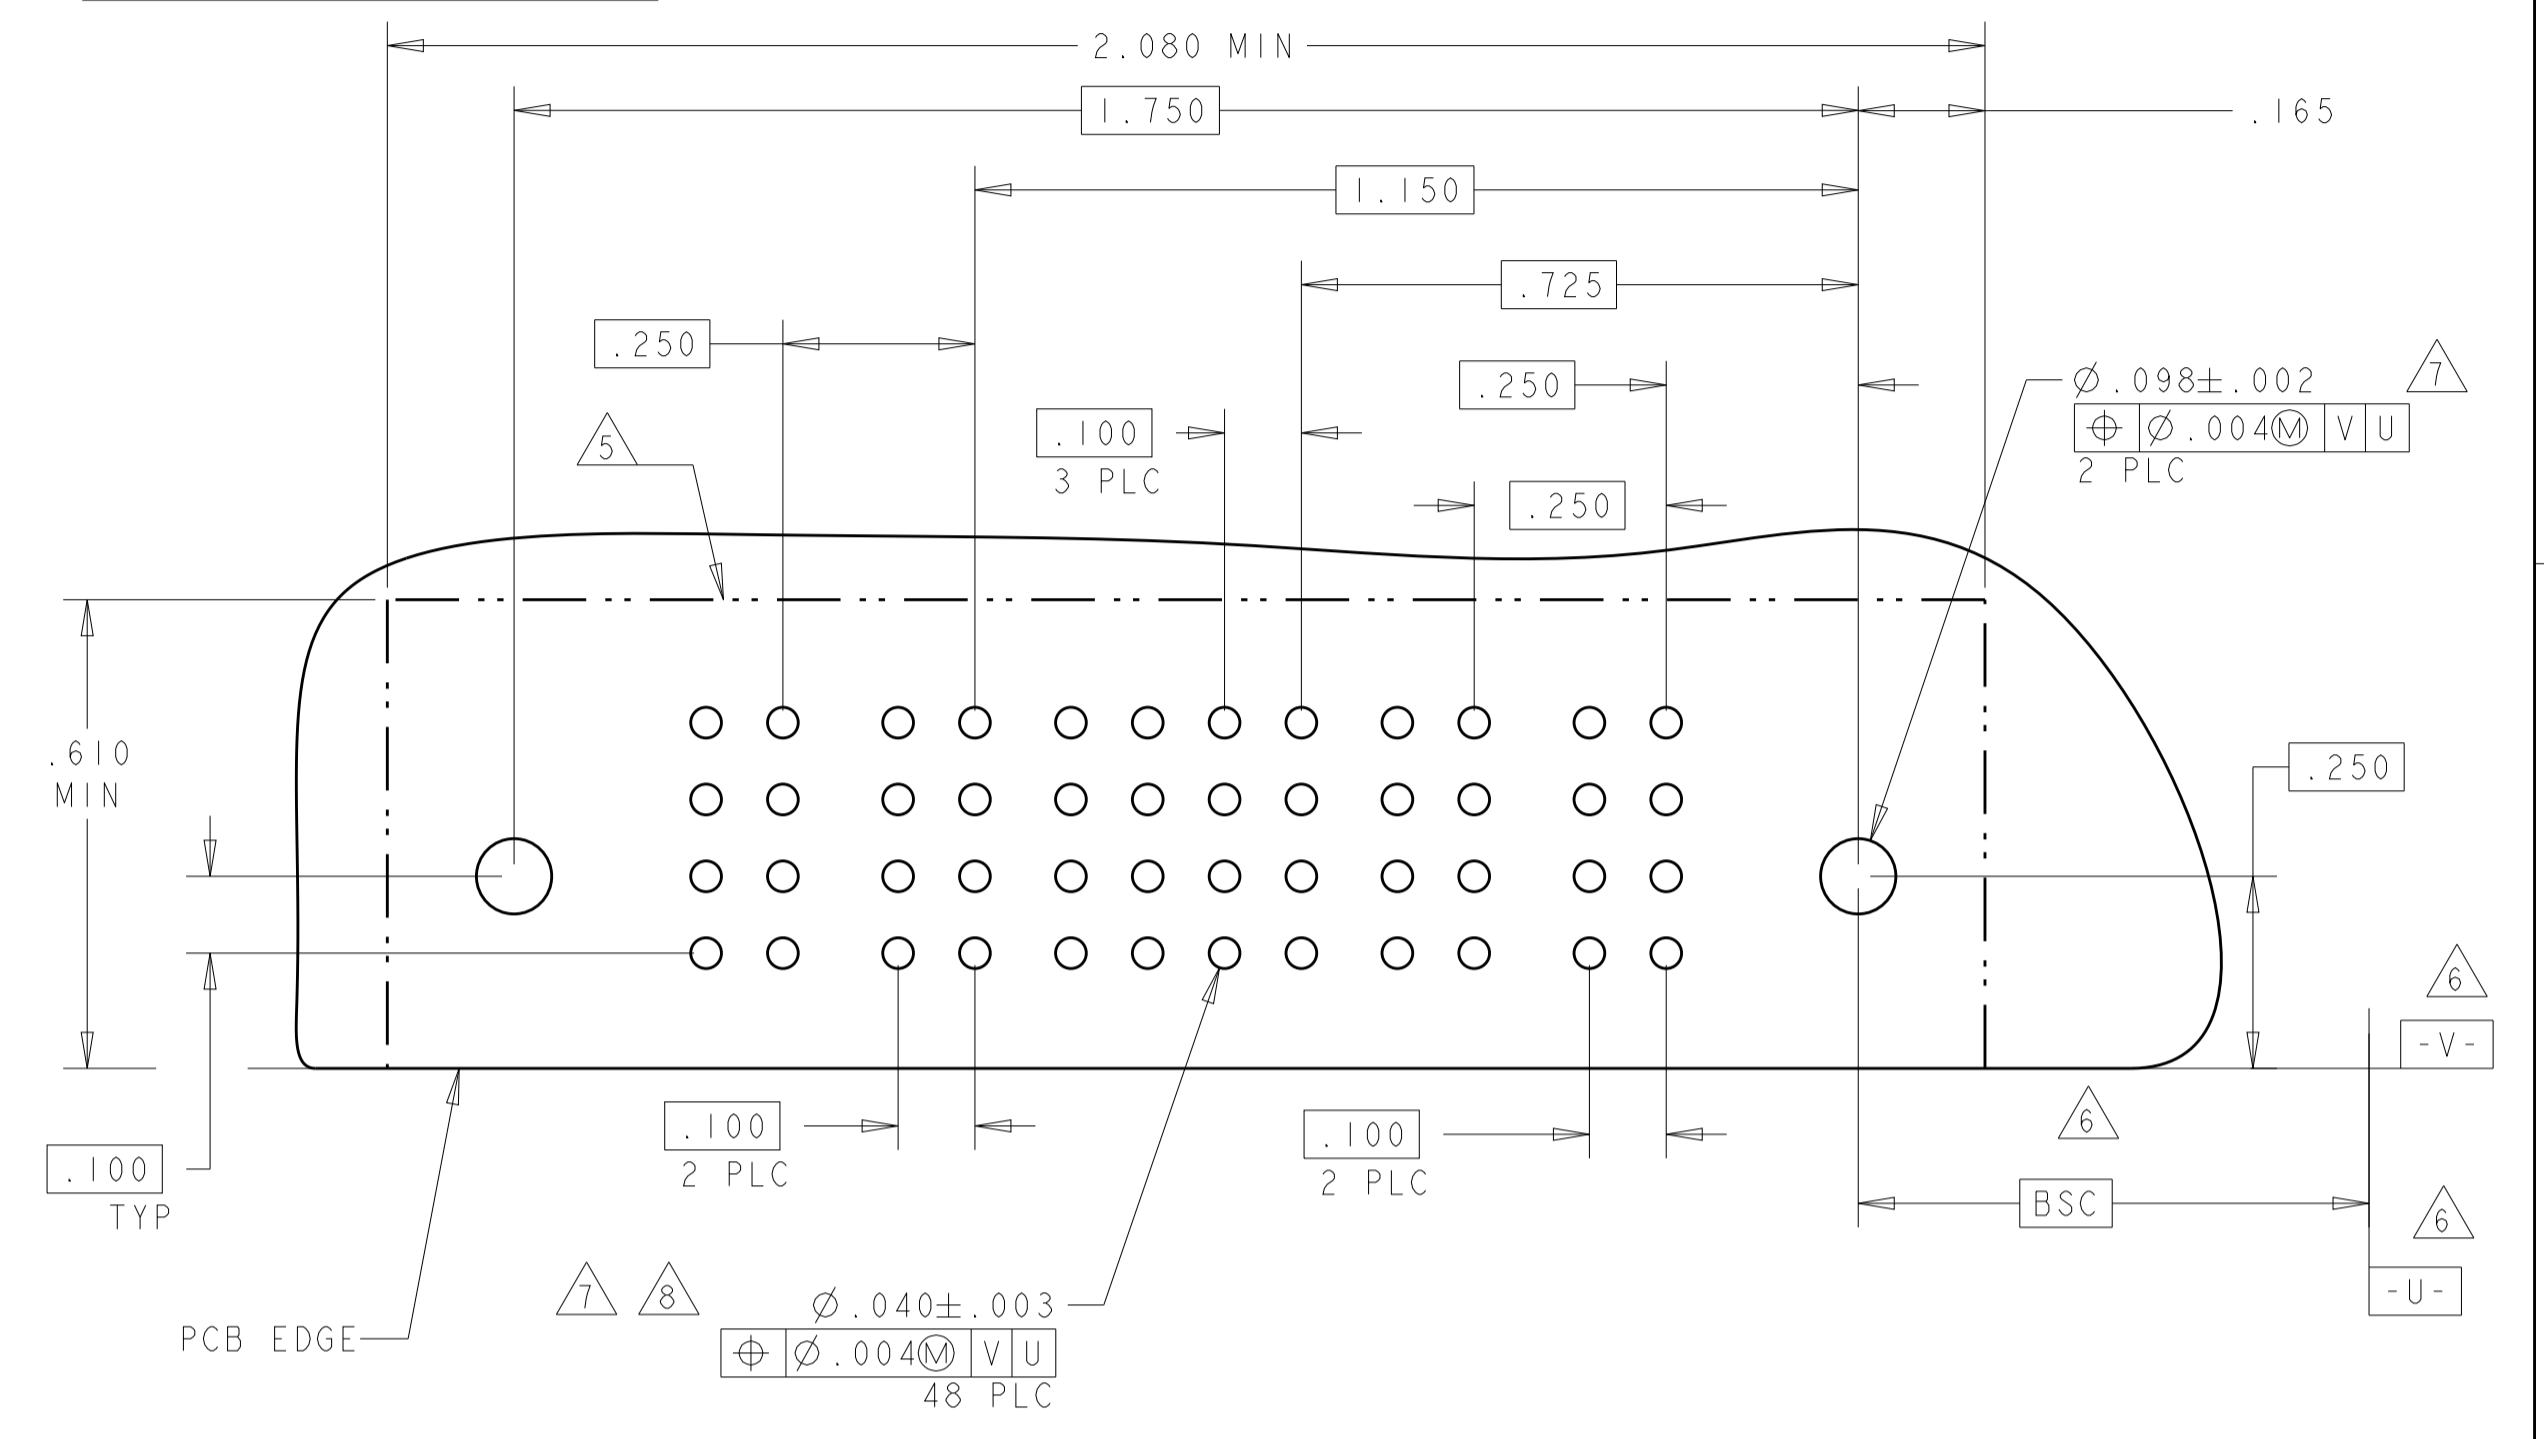 2.080 MIN
1.750
.165
1.150
.725
.250
.250
Ø.098±.002
7
⌖ Ø.004Ⓜ V U
2 PLC
.100
3 PLC
5
.250
.610
MIN
.250
6
-V-
.100
2 PLC
.100
2 PLC
6
.100
TYP
BSC
6
-U-
7
8
Ø.040±.003
⌖ Ø.004Ⓜ V U
48 PLC
PCB EDGE